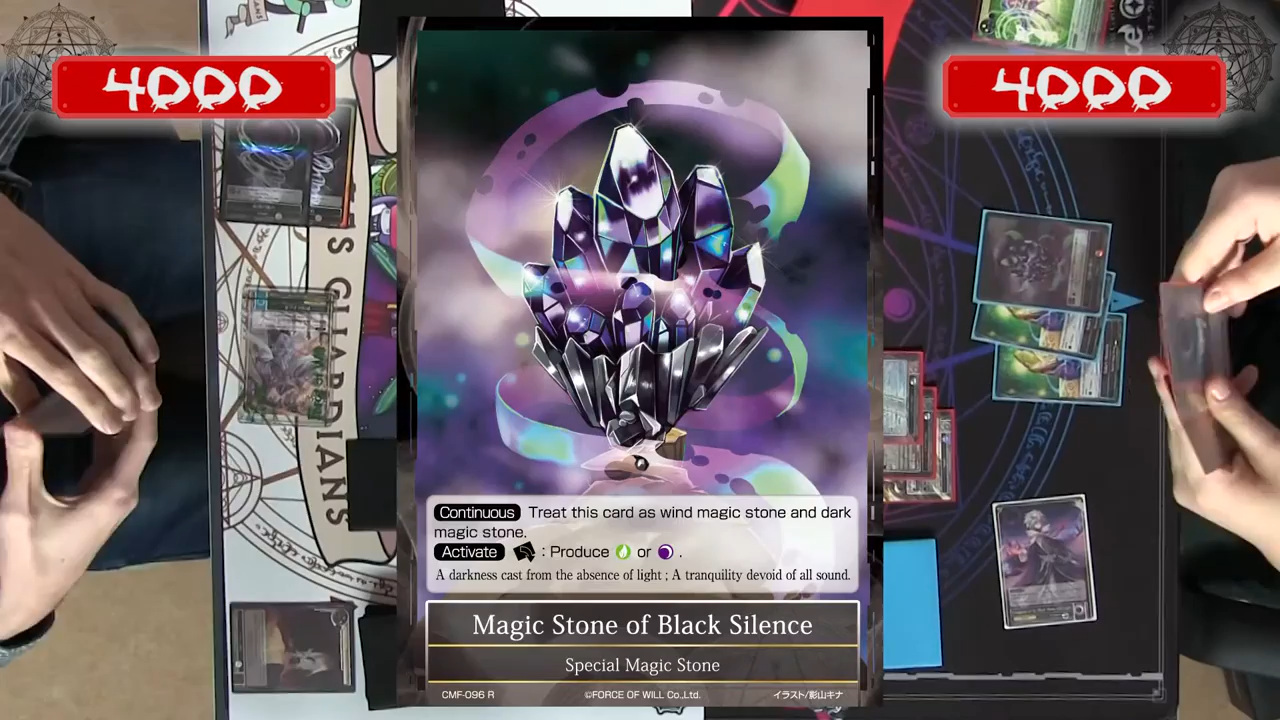 4000
4000
S GUARDIANS
Continuous Treat this card as wind magic stone and dark
magic stone.
Activate : Produce or .
A darkness cast from the absence of light ; A tranquility devoid of all sound.
Magic Stone of Black Silence
Special Magic Stone
CMF-096 R
©FORCE OF WILL Co.,Ltd.
イラスト/影山キナ